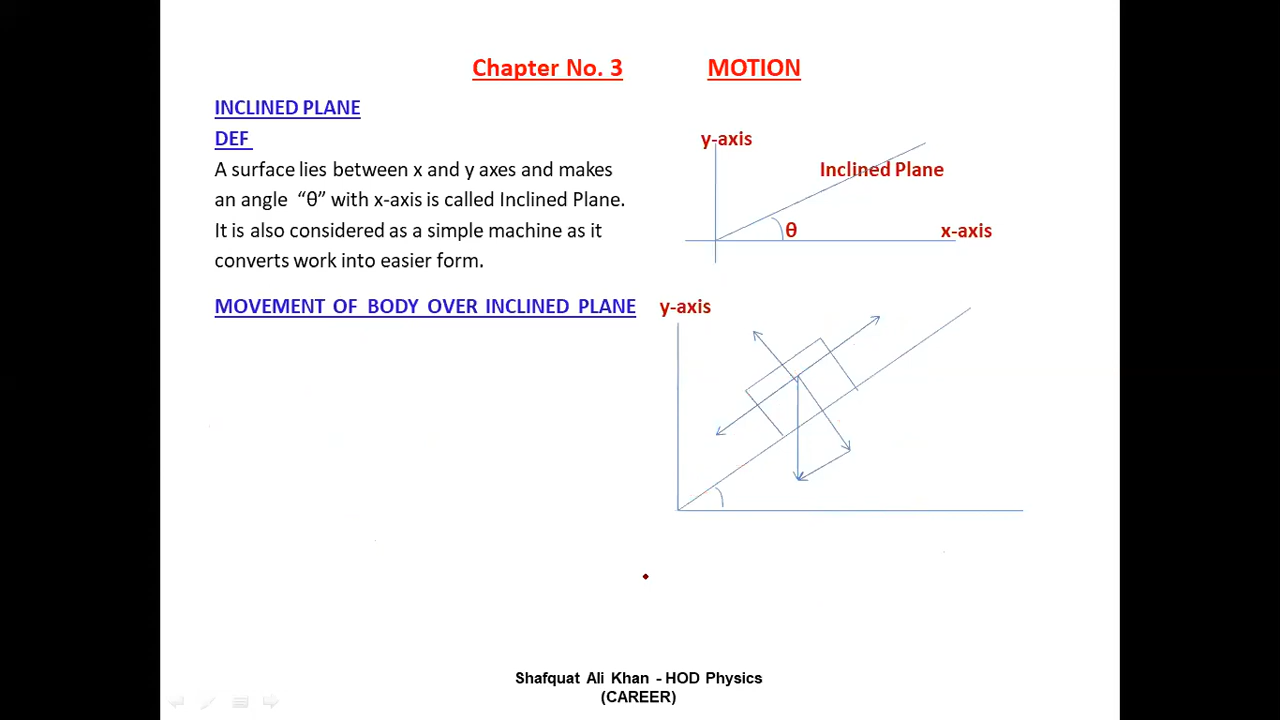 Chapter No. 3 MOTION
INCLINED PLANE
DEF
A surface lies between x and y axes and makes
an angle “θ” with x-axis is called Inclined Plane.
It is also considered as a simple machine as it
converts work into easier form.
y-axis
Inclined Plane
θ
x-axis
MOVEMENT OF BODY OVER INCLINED PLANE
y-axis
Shafquat Ali Khan - HOD Physics
(CAREER)